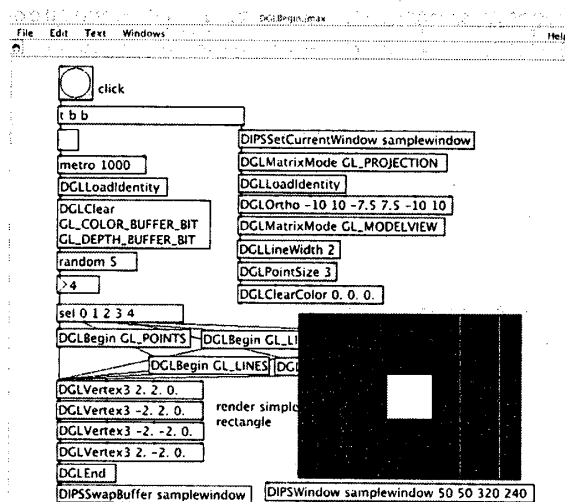 DGLBegin.jmax
File Edit Text Windows Help
click
t b b
metro 1000
DGLLoadIdentity
DGLClear
GL_COLOR_BUFFER_BIT
GL_DEPTH_BUFFER_BIT
random 5
>4
sel 0 1 2 3 4
DIPSSetCurrentWindow samplewindow
DGLMatrixMode GL_PROJECTION
DGLLoadIdentity
DGLOrtho -10 10 -7.5 7.5 -10 10
DGLMatrixMode GL_MODELVIEW
DGLLineWidth 2
DGLPointSize 3
DGLClearColor 0. 0. 0.
DGLBegin GL_POINTS DGLBegin GL_LI
DGLBegin GL_LINES DGL
DGLVertex3 2. 2. 0.
DGLVertex3 -2. 2. 0.
DGLVertex3 -2. -2. 0.
DGLVertex3 2. -2. 0.
render simple
rectangle
DGLEnd
DIPSSwapBuffer samplewindow DIPSWindow samplewindow 50 50 320 240